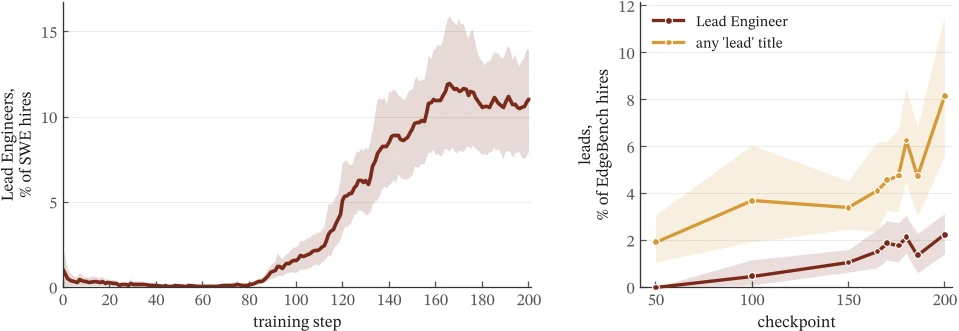 Lead Engineers,
% of SWE hires
15
10
5
0
0 20 40 60 80 100 120 140 160 180 200
training step
leads,
% of EdgeBench hires
12
10
8
6
4
2
0
Lead Engineer
any 'lead' title
50 100 150 200
checkpoint